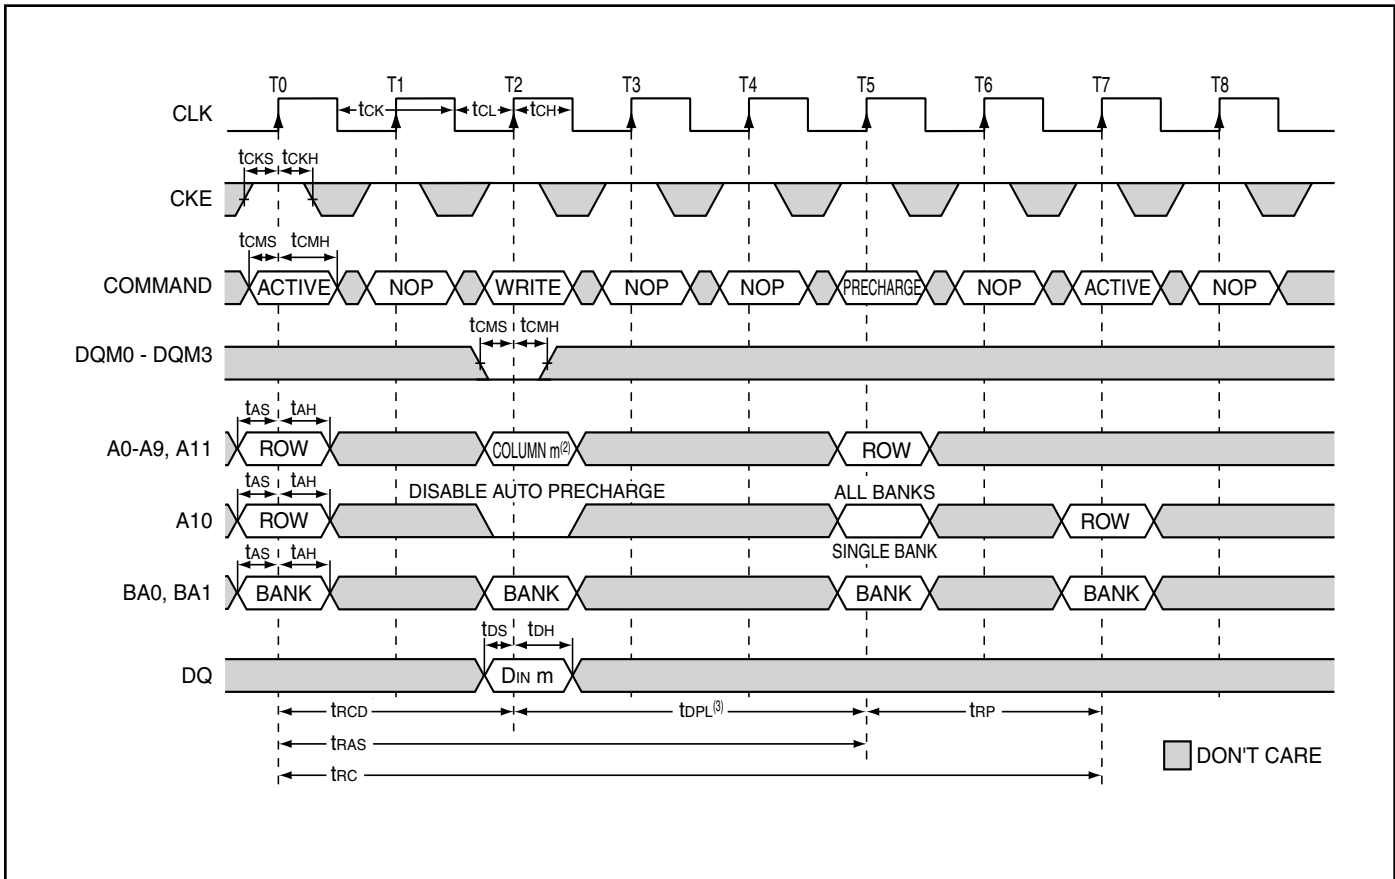 T0 T1 T2 T3 T4 T5 T6 T7 T8
CLK tCK tCL tCH
tCKS tCKH
CKE
tCMS tCMH
COMMAND ACTIVE NOP WRITE NOP NOP PRECHARGE NOP ACTIVE NOP
tCMS tCMH
DQM0 - DQM3
tAS tAH
A0-A9, A11 ROW COLUMN m(2) ROW
tAS tAH DISABLE AUTO PRECHARGE ALL BANKS
A10 ROW ROW
tAS tAH SINGLE BANK
BA0, BA1 BANK BANK BANK BANK
tDS tDH
DQ DIN m
tRCD tDPL(3) tRP
tRAS
DON'T CARE
tRC